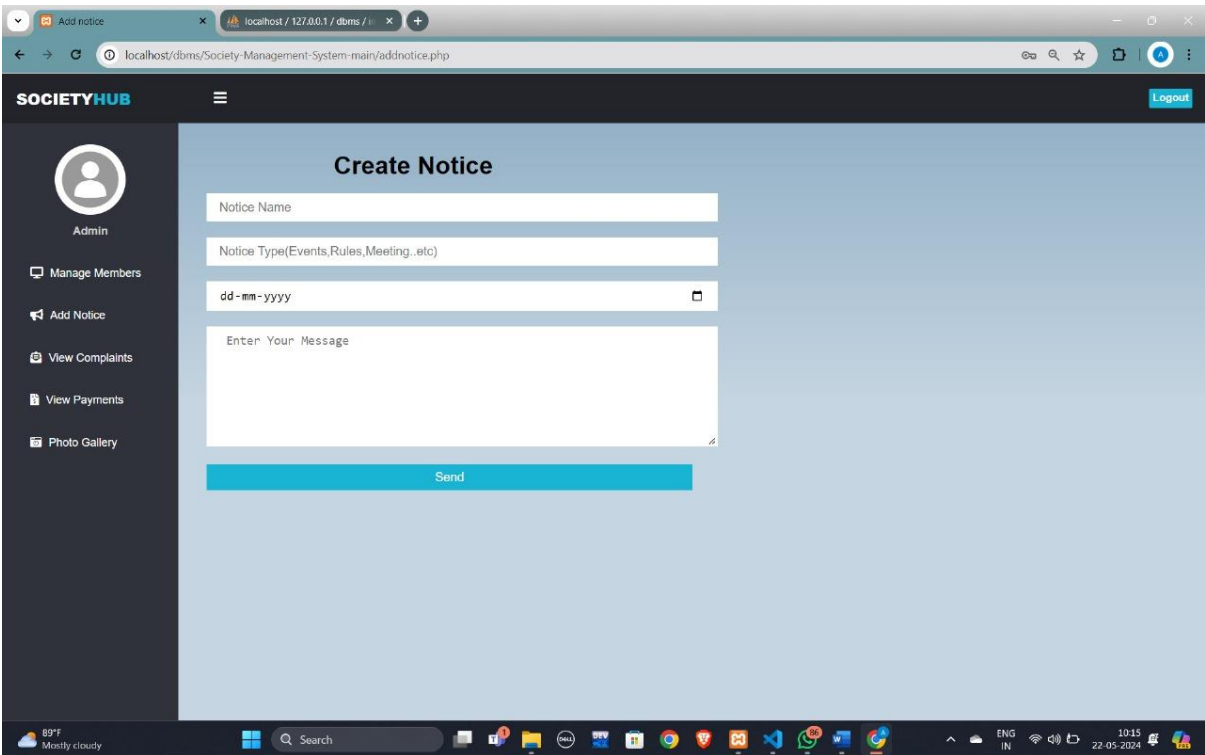 Add notice
localhost / 127.0.0.1 / dbms /
localhost/dbms/Society-Management-System-main/addnotice.php
A
SOCIETYHUB
Logout
Admin
Manage Members
Add Notice
View Complaints
View Payments
Photo Gallery
Create Notice
Notice Name
Notice Type(Events,Rules,Meeting..etc)
dd-mm-yyyy
Enter Your Message
Send
89°F
Mostly cloudy
Search
DELL
86
ENG
IN
10:15
22-05-2024